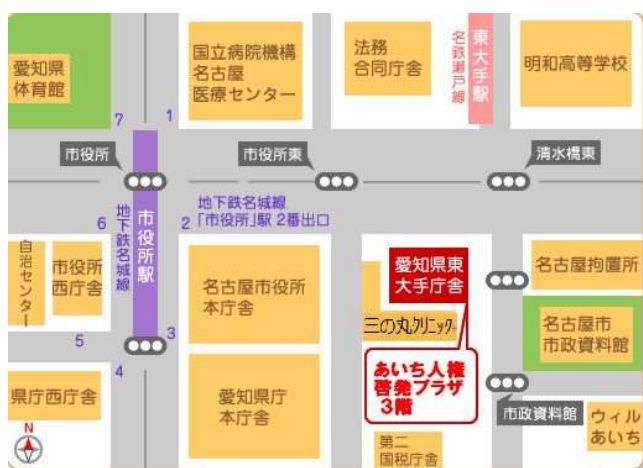 愛知県
体育館
国立病院機構
名古屋
医療センター
法務
合同庁舎
名鉄瀬戸線
東大手駅
明和高等学校
7
1
市役所
市役所東
清水橋東
地下鉄名城線
「市役所」駅 2番出口
6
地下鉄名城線
市役所駅
2
自治センター
市役所
西庁舎
名古屋市役所
本庁舎
愛知県東
大手庁舎
名古屋拘置所
三の丸クリニック
名古屋市
市政資料館
5
3
4
あいち人権
啓発プラザ
3階
県庁西庁舎
愛知県庁
本庁舎
市政資料館
ウィル
あいち
N
第二
国税庁舎